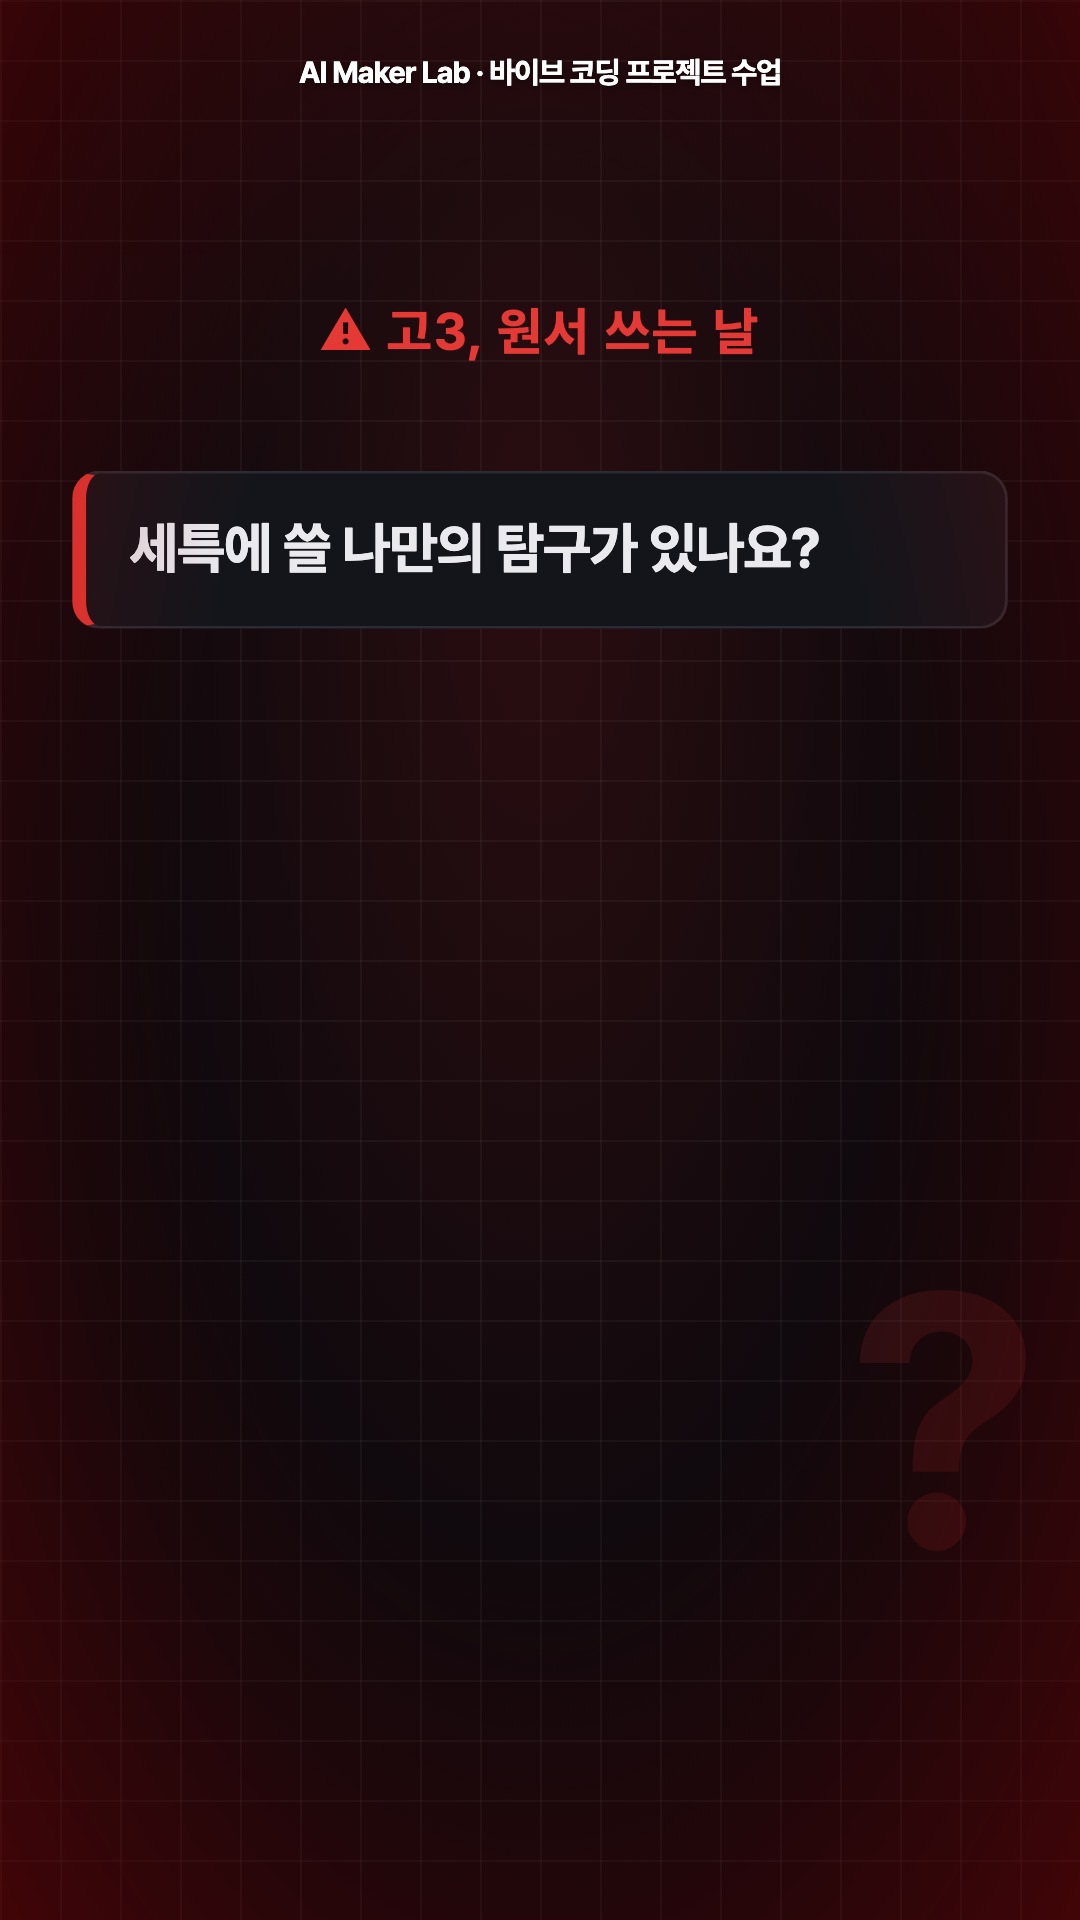 AI Maker Lab · 바이브 코딩 프로젝트 수업
⚠ 고3, 원서 쓰는 날
세특에 쓸 나만의 탐구가 있나요?
?